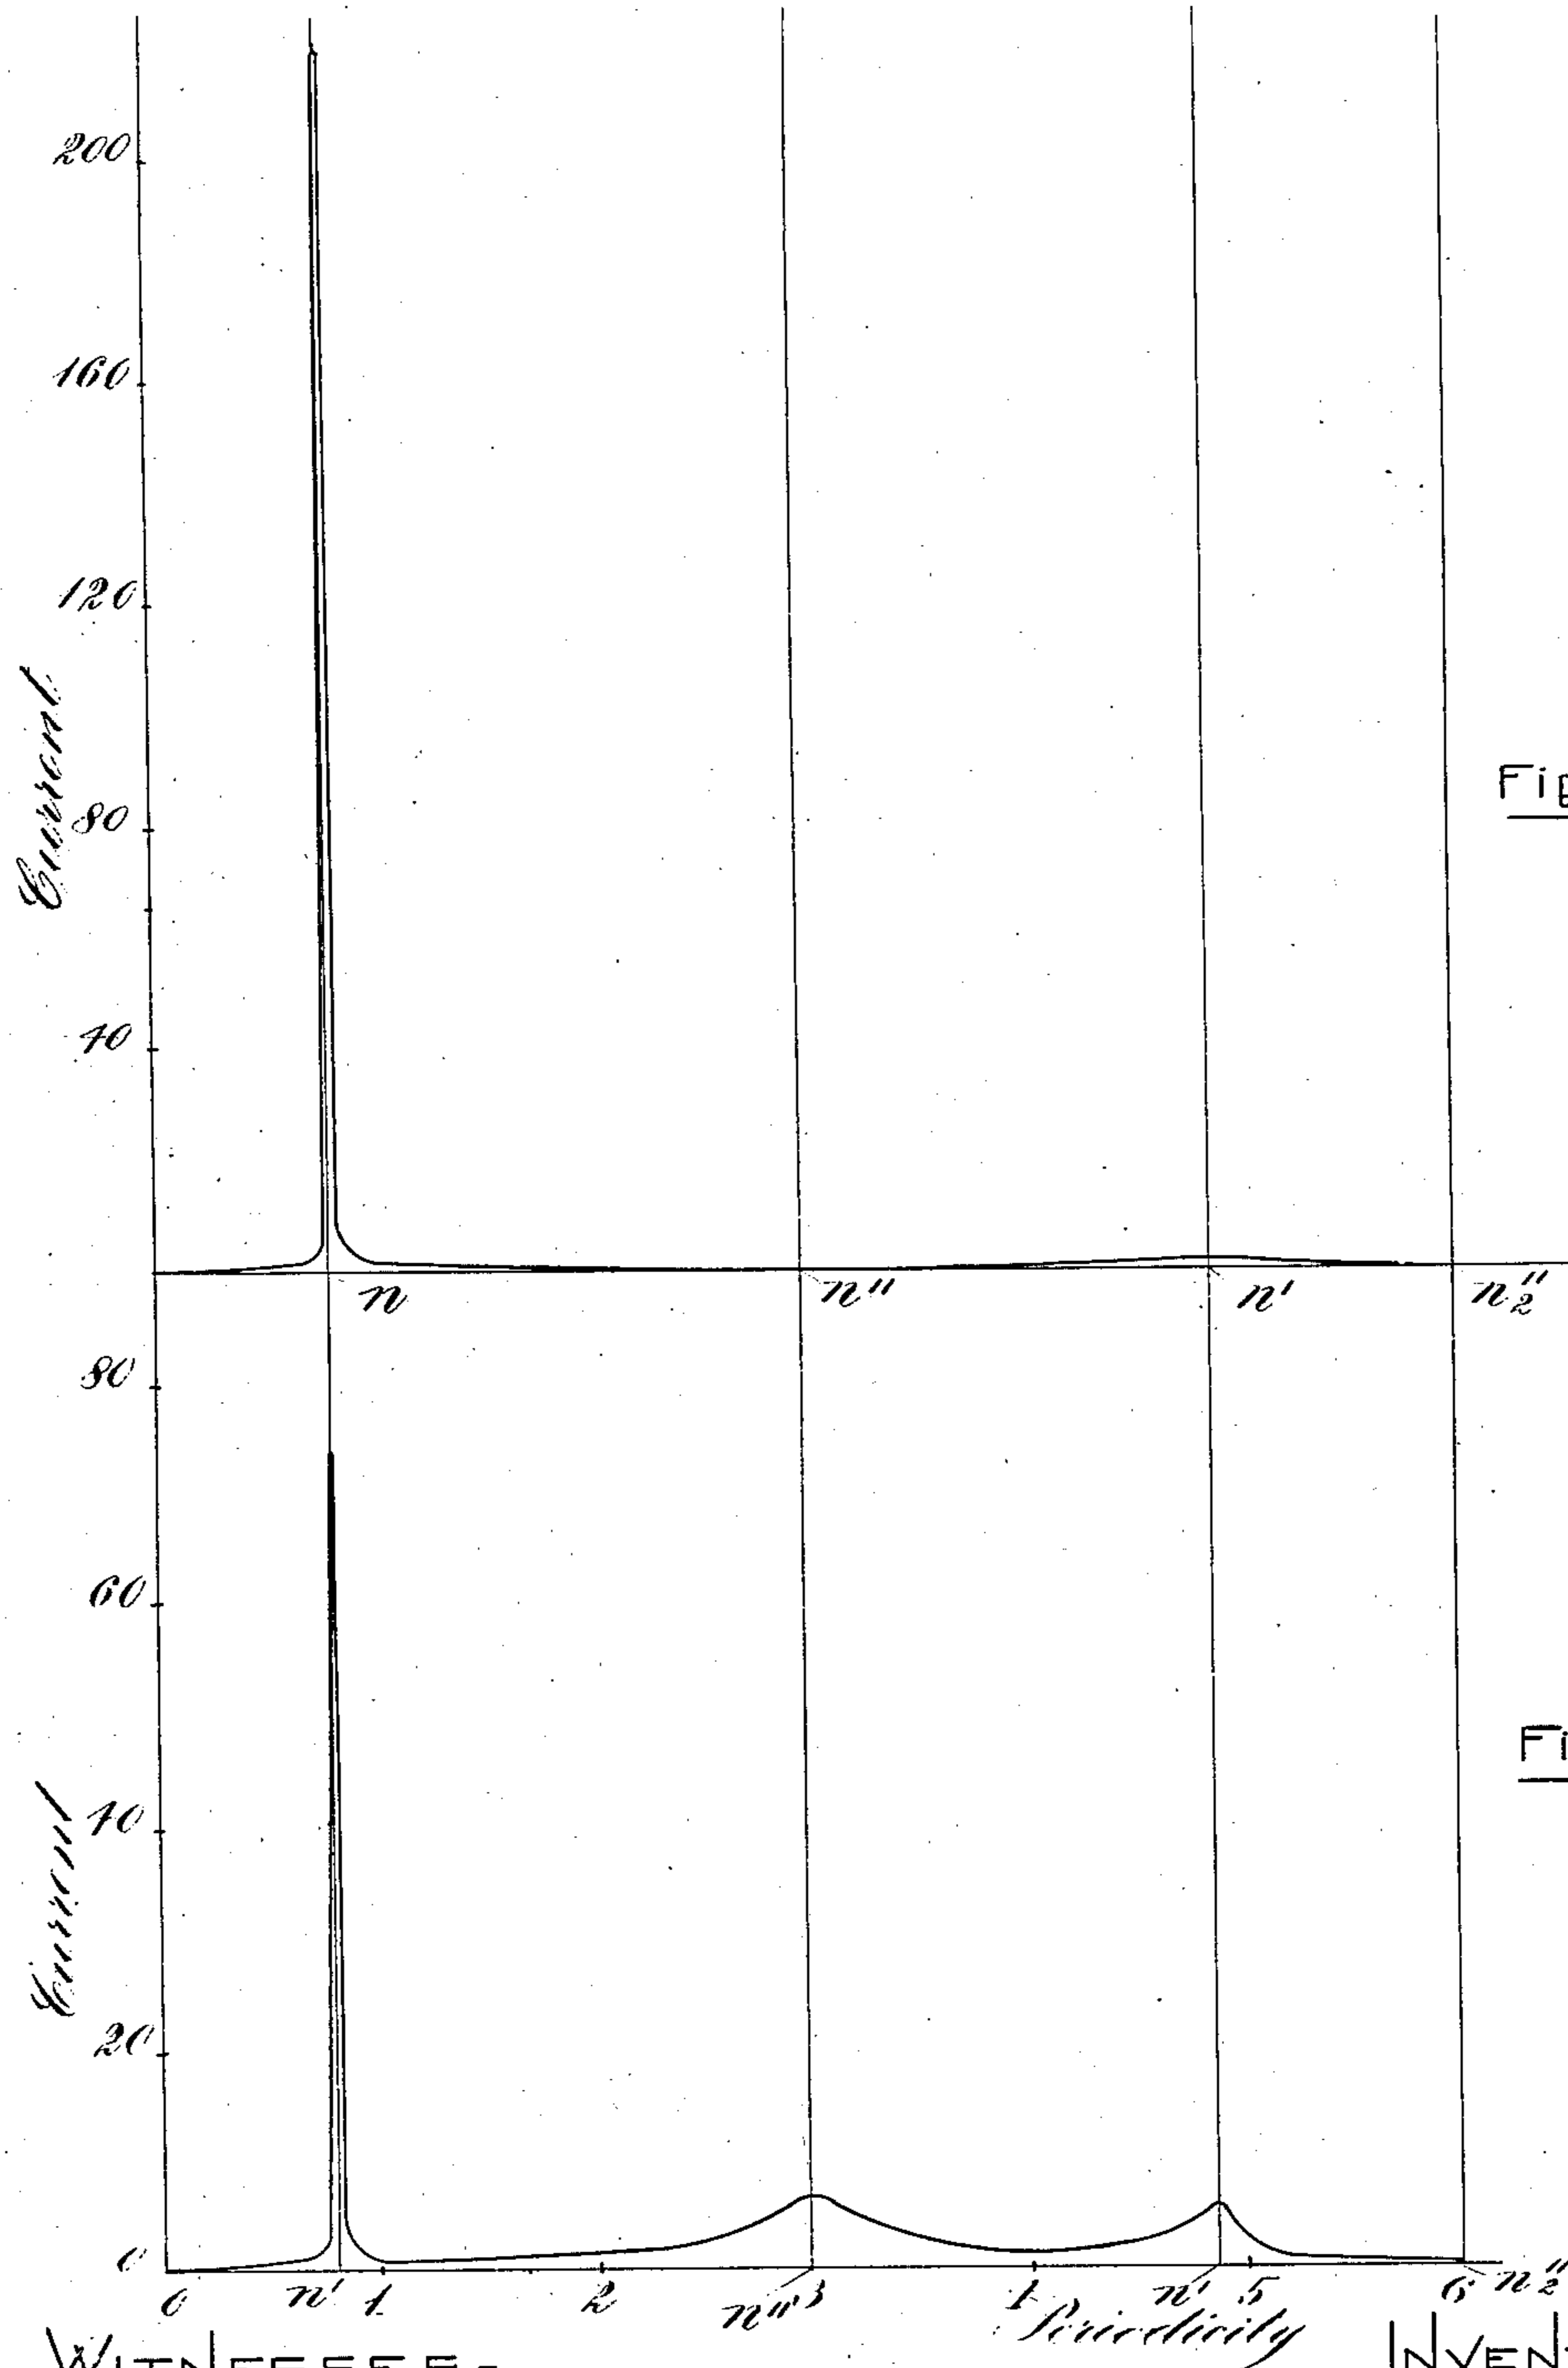 200
160
120
Current
80
Fig
40
n n" n' n"2
80
60
Fi
40
Current
20
0
0 n' 1 2 n" 3 4 n' 5 6 n"2
Periodicity
WITNESSES- INVEN